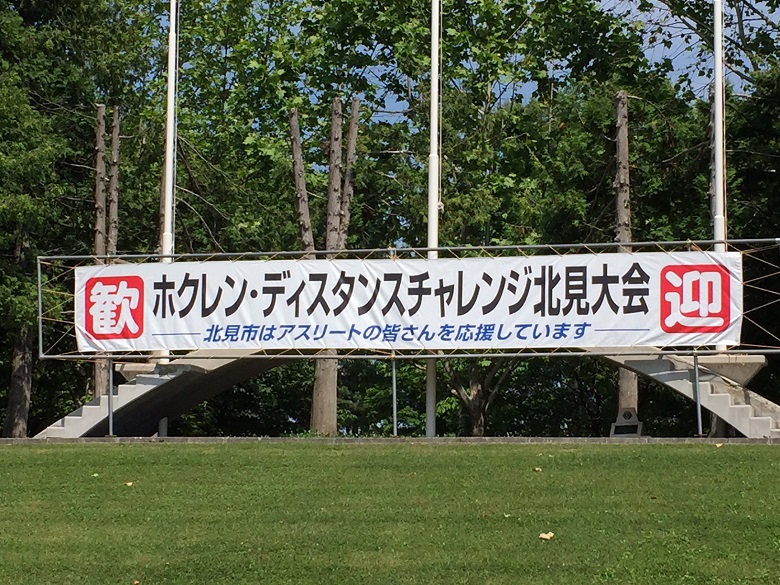 歓 ホクレン・ディスタンスチャレンジ北見大会 迎
北見市はアスリートの皆さんを応援しています